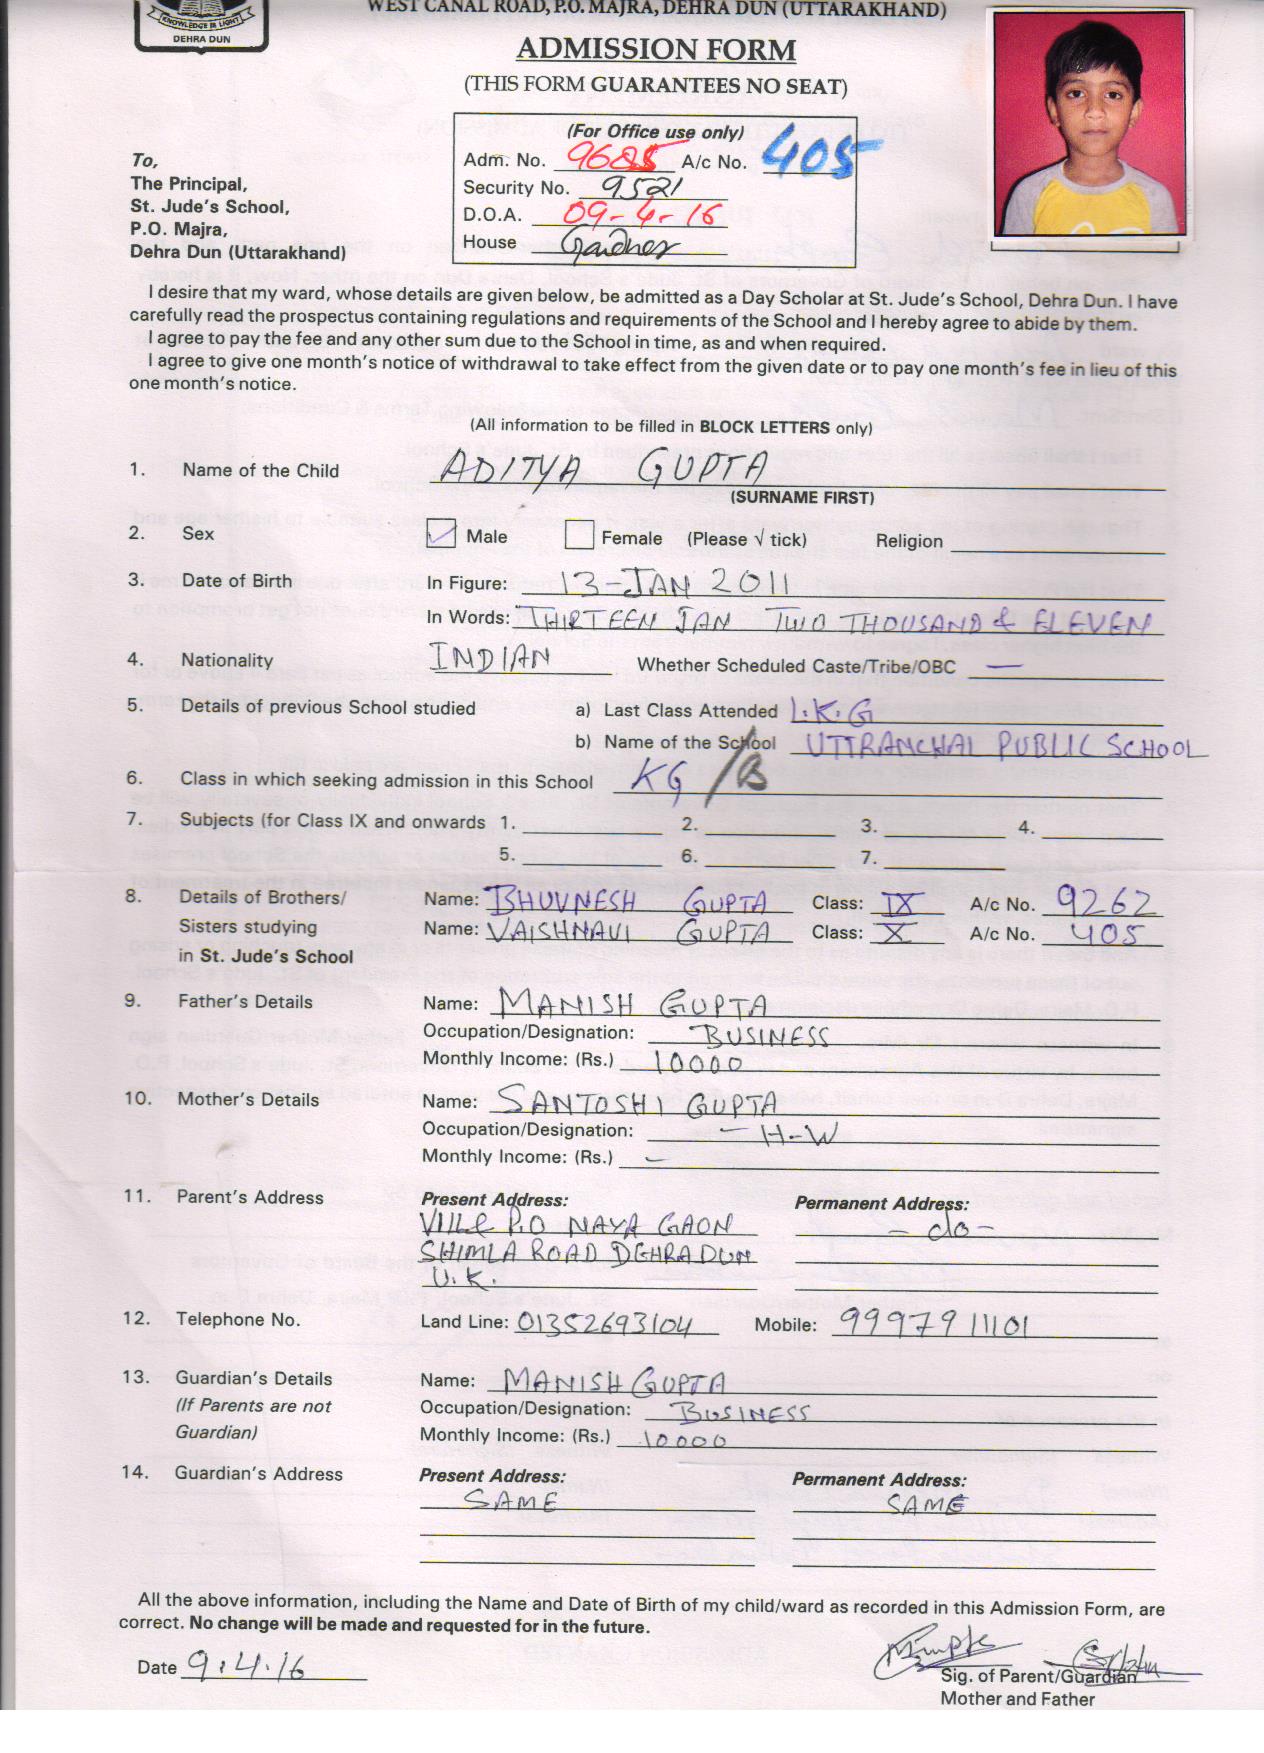 KNOWLEDGE IS LIGHT
DEHRA DUN
WEST CANAL ROAD, P.O. MAJRA, DEHRA DUN (UTTARAKHAND)
ADMISSION FORM
(THIS FORM GUARANTEES NO SEAT)
(For Office use only)
Adm. No. 9685 A/c No. 405
Security No. 9521
D.O.A. 09-4-16
House Gardner
To,
The Principal,
St. Jude's School,
P.O. Majra,
Dehra Dun (Uttarakhand)
I desire that my ward, whose details are given below, be admitted as a Day Scholar at St. Jude's School, Dehra Dun. I have
carefully read the prospectus containing regulations and requirements of the School and I hereby agree to abide by them.
I agree to pay the fee and any other sum due to the School in time, as and when required.
I agree to give one month's notice of withdrawal to take effect from the given date or to pay one month's fee in lieu of this
one month's notice.
(All information to be filled in BLOCK LETTERS only)
1. Name of the Child ADITYA GUPTA
(SURNAME FIRST)
2. Sex Male Female (Please √ tick) Religion
3. Date of Birth In Figure: 13-JAN 2011
In Words: THIRTEEN JAN TWO THOUSAND & ELEVEN
4. Nationality INDIAN Whether Scheduled Caste/Tribe/OBC —
5. Details of previous School studied a) Last Class Attended L.K.G
b) Name of the School UTTRANCHAL PUBLIC SCHOOL
6. Class in which seeking admission in this School KG /B
7. Subjects (for Class IX and onwards 1. 2. 3. 4.
5. 6. 7.
8. Details of Brothers/ Name: BHUVNESH GUPTA Class: IX A/c No. 9262
Sisters studying Name: VAISHNAVI GUPTA Class: X A/c No. 405
in St. Jude's School
9. Father's Details Name: MANISH GUPTA
Occupation/Designation: BUSINESS
Monthly Income: (Rs.) 10000
10. Mother's Details Name: SANTOSHI GUPTA
Occupation/Designation: — H-W
Monthly Income: (Rs.) —
11. Parent's Address Present Address: Permanent Address:
VILL& P.O NAYA GAON - do -
SHIMLA ROAD DEHRADUN
U.K.
12. Telephone No. Land Line: 01352693104 Mobile: 9997911101
13. Guardian's Details Name: MANISH GUPTA
(If Parents are not Occupation/Designation: BUSINESS
Guardian) Monthly Income: (Rs.) 10000
14. Guardian's Address Present Address: Permanent Address:
SAME SAME
All the above information, including the Name and Date of Birth of my child/ward as recorded in this Admission Form, are
correct. No change will be made and requested for in the future.
Date 9.4.16
Sig. of Parent/Guardian
Mother and Father